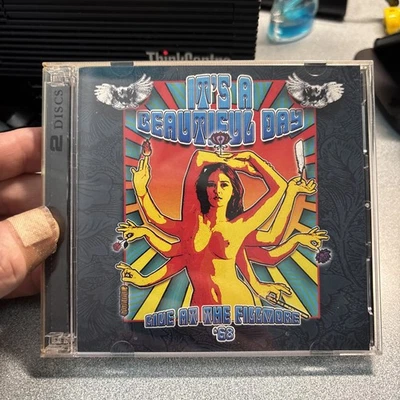 ThinkCentre
2 DISCS
IT'S A
BEAUTIFUL DAY
LIVE AT THE FILLMORE
'68